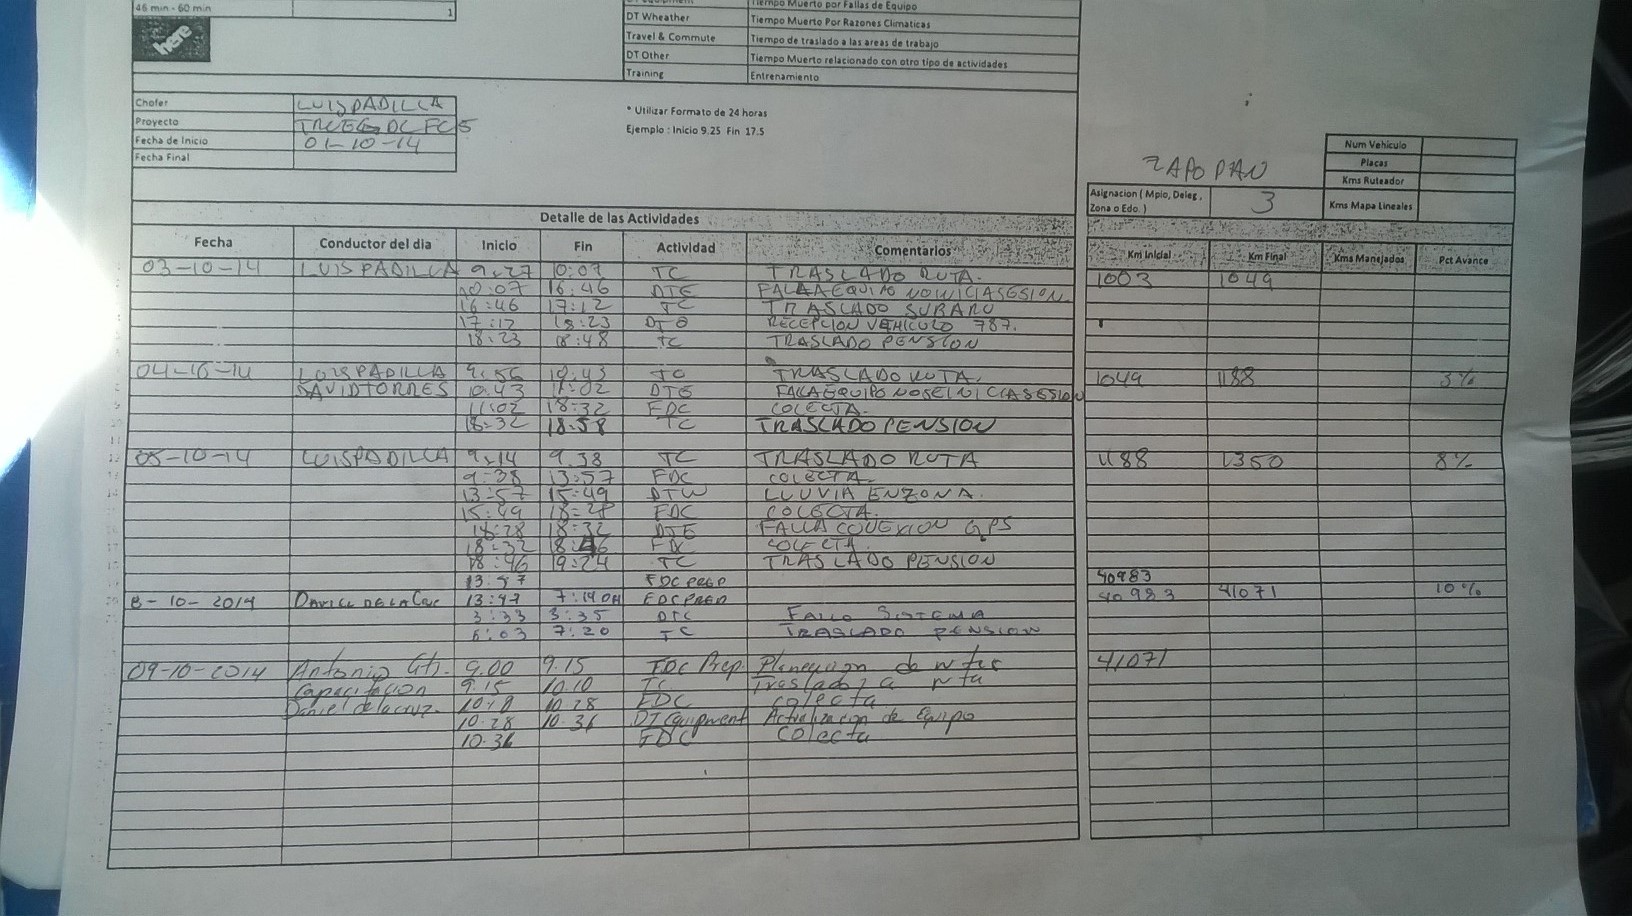 46 min - 60 min 1
here
DT Equipment Tiempo Muerto por Fallas de Equipo
DT Wheather Tiempo Muerto Por Razones Climaticas
Travel & Commute Tiempo de traslado a las areas de trabajo
DT Other Tiempo Muerto relacionado con otro tipo de actividades
Training Entrenamiento
Chofer LUIS PADILLA
Proyecto
Fecha de Inicio 01-10-14
Fecha Final
* Utilizar Formato de 24 horas
Ejemplo : Inicio 9.25 Fin 17.5
ZAPOPAN
Num Vehiculo
Placas
Kms Ruteador
Kms Mapa Lineales
Asignacion ( Mpio, Deleg, Zona o Edo. ) 3
Detalle de las Actividades
Fecha Conductor del dia Inicio Fin Actividad Comentarios Km Inicial Km Final Kms Manejados Pct Avance
03-10-14 LUIS PADILLA 9:27 10:07 TC TRASLADO RUTA. 1003 1049
10:07 16:46 DTE FALLA EQUIPO NO INICIA SESION
16:46 17:12 TC TRASLADO SUBARU
17:12 18:23 DTO RECEPCION VEHICULO 787.
18:23 18:48 TC TRASLADO PENSION
04-10-14 LUIS PADILLA 9:56 10:43 TC TRASLADO RUTA. 1049 1188 3%
DAVID TORRES 10:43 11:02 DTE FALLA EQUIPO NO SE INICIA SESION
11:02 18:32 FDC COLECTA.
18:32 18:58 TC TRASLADO PENSION
05-10-14 LUIS PADILLA 9:14 9.38 TC TRASLADO RUTA 1188 1350 8%
9:38 13:57 FDC COLECTA.
13:57 15:49 DTW LLUVIA EN ZONA.
15:49 18:28 FDC COLECTA.
18:28 18:32 DTE FALLA CONEXION GPS
18:32 18:46 FDC COLECTA.
18:46 19:24 TC TRASLADO PENSION
13:57 FDC PREP 40983
8-10-2014 13:47 FDC PREP 40983 41071 10%
3:33 3:35 DTE FALLO SISTEMA
6:03 7:20 TC TRASLADO PENSION
09-10-2014 Antonio 9.00 9.15 FDC Prep. Planeacion de rutas 41071
Capacitacion 9.15 10.10 TC Traslado a ruta
Daniel de la cruz. 10.10 10.28 FDC colecta
10.28 10.36 DT Equipment Actualizacion de Equipo
10.36 FDC Colecta